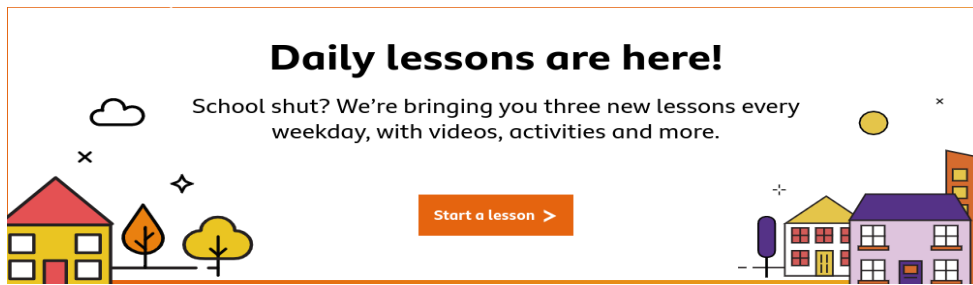 Daily lessons are here!
School shut? We’re bringing you three new lessons every
weekday, with videos, activities and more.
Start a lesson >